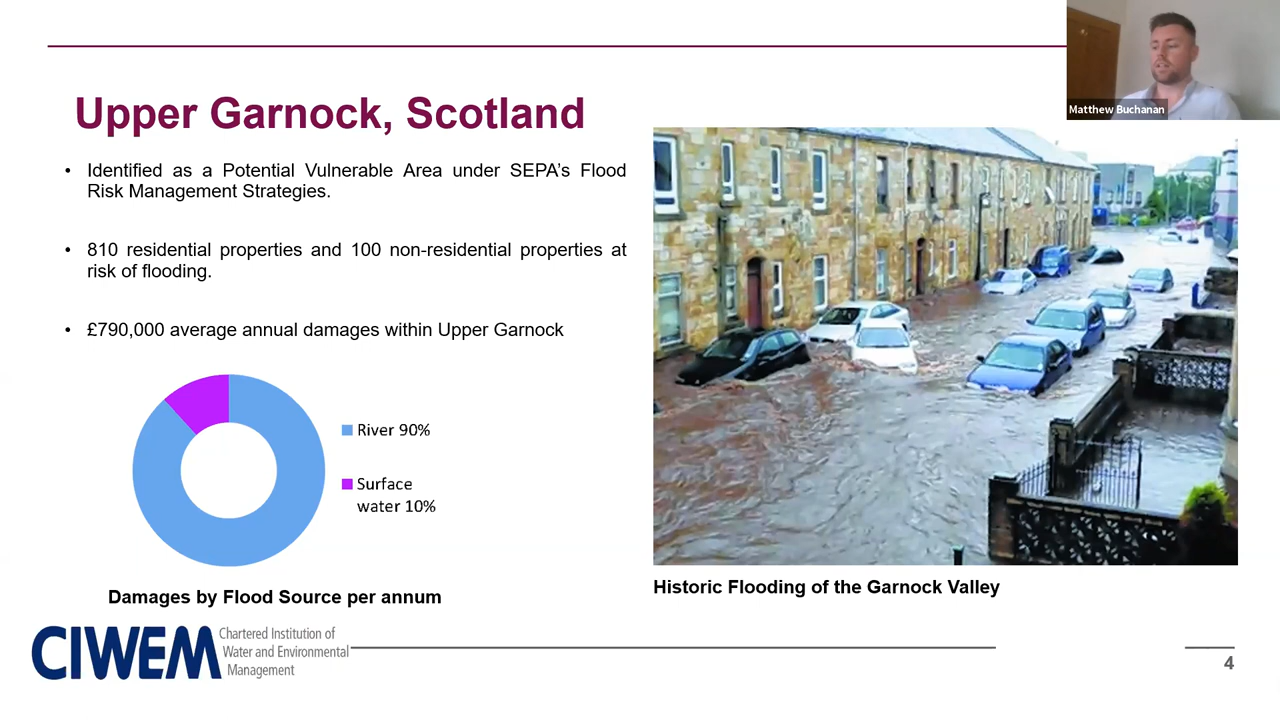 Matthew Buchanan
Upper Garnock, Scotland
• Identified as a Potential Vulnerable Area under SEPA's Flood
Risk Management Strategies.
• 810 residential properties and 100 non-residential properties at
risk of flooding.
• £790,000 average annual damages within Upper Garnock
River 90%
Surface
water 10%
Damages by Flood Source per annum
Historic Flooding of the Garnock Valley
CIWEM
Chartered Institution of
Water and Environmental
Management
4